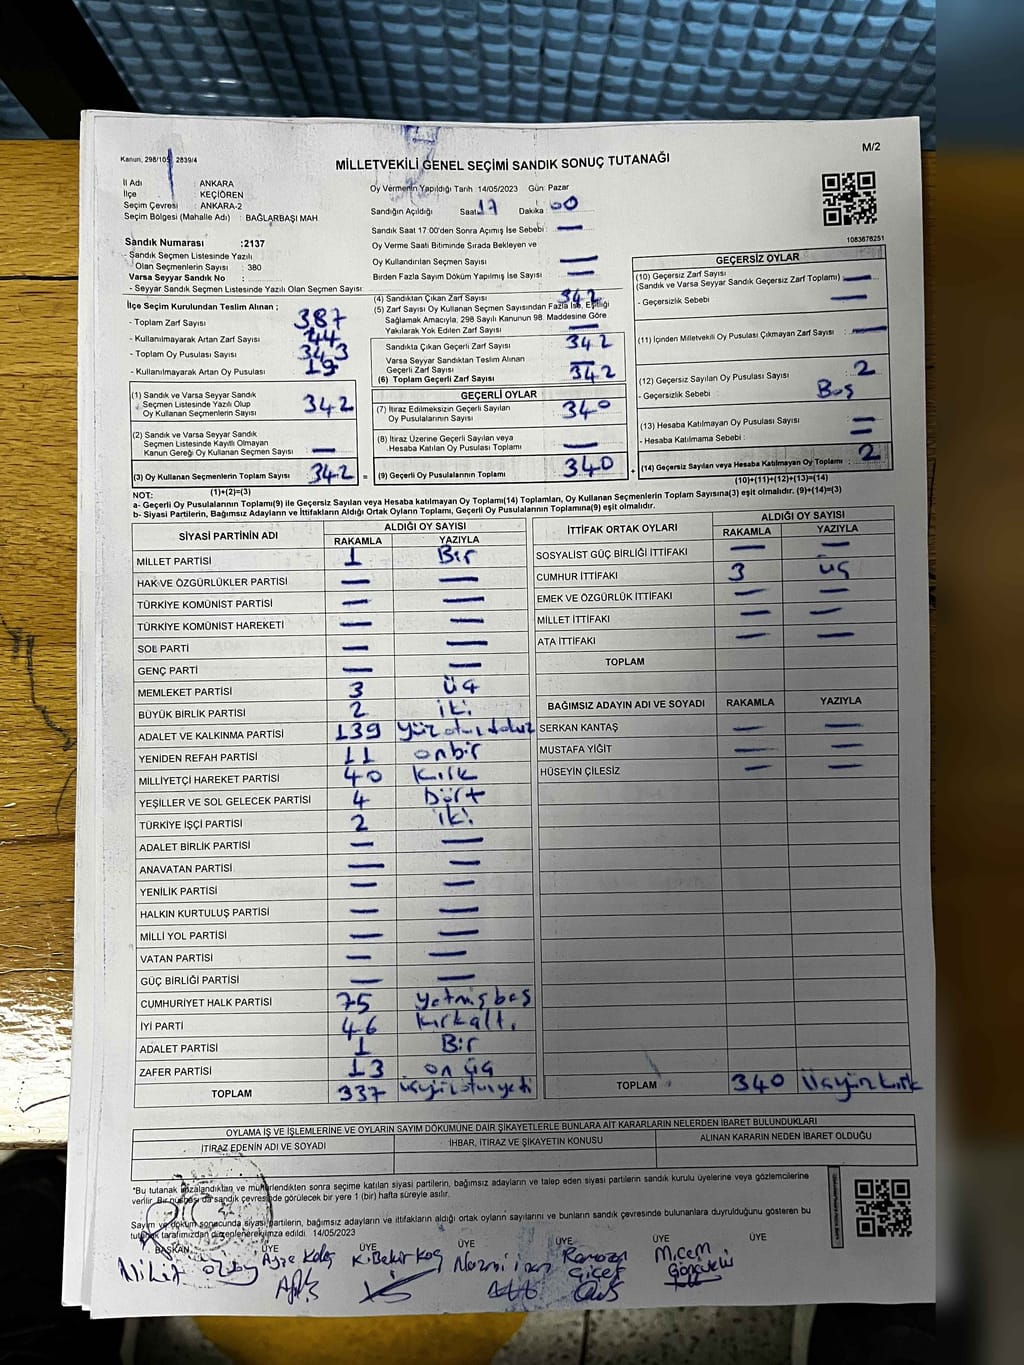 Kanun, 298/105 2839/4
M/2
MİLLETVEKİLİ GENEL SEÇİMİ SANDIK SONUÇ TUTANAĞI
İl Adı : ANKARA
İlçe : KEÇİÖREN
Seçim Çevresi : ANKARA-2
Seçim Bölgesi (Mahalle Adı) : BAĞLARBAŞI MAH
Oy Vermenin Yapıldığı Tarih 14/05/2023 Gün: Pazar
Sandığın Açıldığı Saat 17 Dakika 00
Sandık Saat 17:00'den Sonra Açımış İse Sebebi : —
Oy Verme Saati Bitiminde Sırada Bekleyen ve
Oy Kullandırılan Seçmen Sayısı —
Birden Fazla Sayım Döküm Yapılmış İse Sayısı —
1083676251
Sandık Numarası :2137
- Sandık Seçmen Listesinde Yazılı
Olan Seçmenlerin Sayısı : 380
Varsa Seyyar Sandık No :
- Seyyar Sandık Seçmen Listesinde Yazılı Olan Seçmen Sayısı
İlçe Seçim Kurulundan Teslim Alınan ;
- Toplam Zarf Sayısı 387
- Kullanılmayarak Artan Zarf Sayısı 44
- Toplam Oy Pusulası Sayısı 343
- Kullanılmayarak Artan Oy Pusulası 19
(4) Sandıktan Çıkan Zarf Sayısı 342
(5) Zarf Sayısı Oy Kullanan Seçmen Sayısından Fazla İse, Eşitliği
Sağlamak Amacıyla, 298 Sayılı Kanunun 98. Maddesine Göre
Yakılarak Yok Edilen Zarf Sayısı —
Sandıkta Çıkan Geçerli Zarf Sayısı 342
Varsa Seyyar Sandıktan Teslim Alınan
Geçerli Zarf Sayısı —
(6) Toplam Geçerli Zarf Sayısı 342
GEÇERSİZ OYLAR
(10) Geçersiz Zarf Sayısı
(Sandık ve Varsa Seyyar Sandık Geçersiz Zarf Toplamı) —
- Geçersizlik Sebebi —
(11) İçinden Milletvekili Oy Pusulası Çıkmayan Zarf Sayısı : —
(12) Geçersiz Sayılan Oy Pusulası Sayısı : 2
- Geçersizlik Sebebi : Boş
(13) Hesaba Katılmayan Oy Pusulası Sayısı : —
- Hesaba Katılmama Sebebi : —
(14) Geçersiz Sayılan veya Hesaba Katılmayan Oy Toplamı : 2
(10)+(11)+(12)+(13)=(14)
(1) Sandık ve Varsa Seyyar Sandık
Seçmen Listesinde Yazılı Olup
Oy Kullanan Seçmenlerin Sayısı 342
(2) Sandık ve Varsa Seyyar Sandık
Seçmen Listesinde Kayıtlı Olmayan
Kanun Gereği Oy Kullanan Seçmen Sayısı —
(3) Oy Kullanan Seçmenlerin Toplam Sayısı 342 =
(1)+(2)=(3)
GEÇERLİ OYLAR
(7) İtiraz Edilmeksizin Geçerli Sayılan
Oy Pusulalarının Sayısı 340
(8) İtiraz Üzerine Geçerli Sayılan veya
Hesaba Katılan Oy Pusulası Toplamı —
(9) Geçerli Oy Pusulalarının Toplamı 340 +
NOT:
a- Geçerli Oy Pusulalarının Toplamı(9) ile Geçersiz Sayılan veya Hesaba katılmayan Oy Toplamı(14) Toplamları, Oy Kullanan Seçmenlerin Toplam Sayısına(3) eşit olmalıdır. (9)+(14)=(3)
b- Siyasi Partilerin, Bağımsız Adayların ve İttifakların Aldığı Ortak Oyların Toplamı, Geçerli Oy Pusulalarının Toplamına(9) eşit olmalıdır.
SİYASİ PARTİNİN ADI ALDIĞI OY SAYISI
RAKAMLA YAZIYLA
MİLLET PARTİSİ 1 Bir
HAK VE ÖZGÜRLÜKLER PARTİSİ — —
TÜRKİYE KOMÜNİST PARTİSİ — —
TÜRKİYE KOMÜNİST HAREKETİ — —
SOL PARTİ — —
GENÇ PARTİ — —
MEMLEKET PARTİSİ 3 üç
BÜYÜK BİRLİK PARTİSİ 2 iki
ADALET VE KALKINMA PARTİSİ 139 yüz otuz dokuz
YENİDEN REFAH PARTİSİ 11 onbir
MİLLİYETÇİ HAREKET PARTİSİ 40 kırk
YEŞİLLER VE SOL GELECEK PARTİSİ 4 Dört
TÜRKİYE İŞÇİ PARTİSİ 2 iki
ADALET BİRLİK PARTİSİ — —
ANAVATAN PARTİSİ — —
YENİLİK PARTİSİ — —
HALKIN KURTULUŞ PARTİSİ — —
MİLLİ YOL PARTİSİ — —
VATAN PARTİSİ — —
GÜÇ BİRLİĞİ PARTİSİ — —
CUMHURİYET HALK PARTİSİ 75 yetmişbeş
İYİ PARTİ 46 kırkaltı
ADALET PARTİSİ 1 Bir
ZAFER PARTİSİ 13 on üç
TOPLAM 337 üçyüzotuzyedi
İTTİFAK ORTAK OYLARI ALDIĞI OY SAYISI
RAKAMLA YAZIYLA
SOSYALİST GÜÇ BİRLİĞİ İTTİFAKI — —
CUMHUR İTTİFAKI 3 üç
EMEK VE ÖZGÜRLÜK İTTİFAKI — —
MİLLET İTTİFAKI — —
ATA İTTİFAKI — —
TOPLAM
BAĞIMSIZ ADAYIN ADI VE SOYADI RAKAMLA YAZIYLA
SERKAN KANTAŞ — —
MUSTAFA YİĞİT — —
HÜSEYİN ÇİLESİZ — —
TOPLAM 340 üçyüzkırk
OYLAMA İŞ VE İŞLEMLERİNE VE OYLARIN SAYIM DÖKÜMÜNE DAİR ŞİKAYETLERLE BUNLARA AİT KARARLARIN NELERDEN İBARET BULUNDUKLARI
İTİRAZ EDENİN ADI VE SOYADI İHBAR, İTİRAZ VE ŞİKAYETİN KONUSU ALINAN KARARIN NEDEN İBARET OLDUĞU
*Bu tutanak imzalandıktan ve mühürlendikten sonra seçime katılan siyasi partilerin, bağımsız adayların ve talep eden siyasi partilerin sandık kurulu üyelerine veya gözlemcilerine
verilir. Bir nüshası da sandık çevresinde görülecek bir yere 1 (bir) hafta süreyle asılır.
Sayım ve döküm sonucunda siyasi partilerin, bağımsız adayların ve ittifakların aldığı ortak oyların sayılarını ve bunların sandık çevresinde bulunanlara duyrulduğunu gösteren bu
tutanak tarafımızdan düzenlenerek imza edildi. 14/05/2023
BAŞKAN ÜYE ÜYE ÜYE ÜYE ÜYE ÜYE
Ayşe K. Bekir Koç Nazmi Ramazan M.Cem